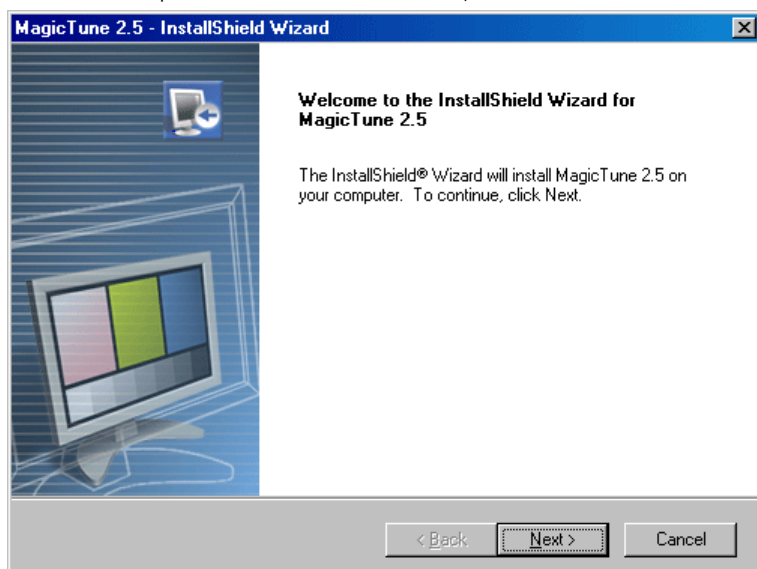 MagicTune 2.5 - InstallShield Wizard
Welcome to the InstallShield Wizard for
MagicTune 2.5
The InstallShield® Wizard will install MagicTune 2.5 on
your computer.  To continue, click Next.
< Back
Next >
Cancel